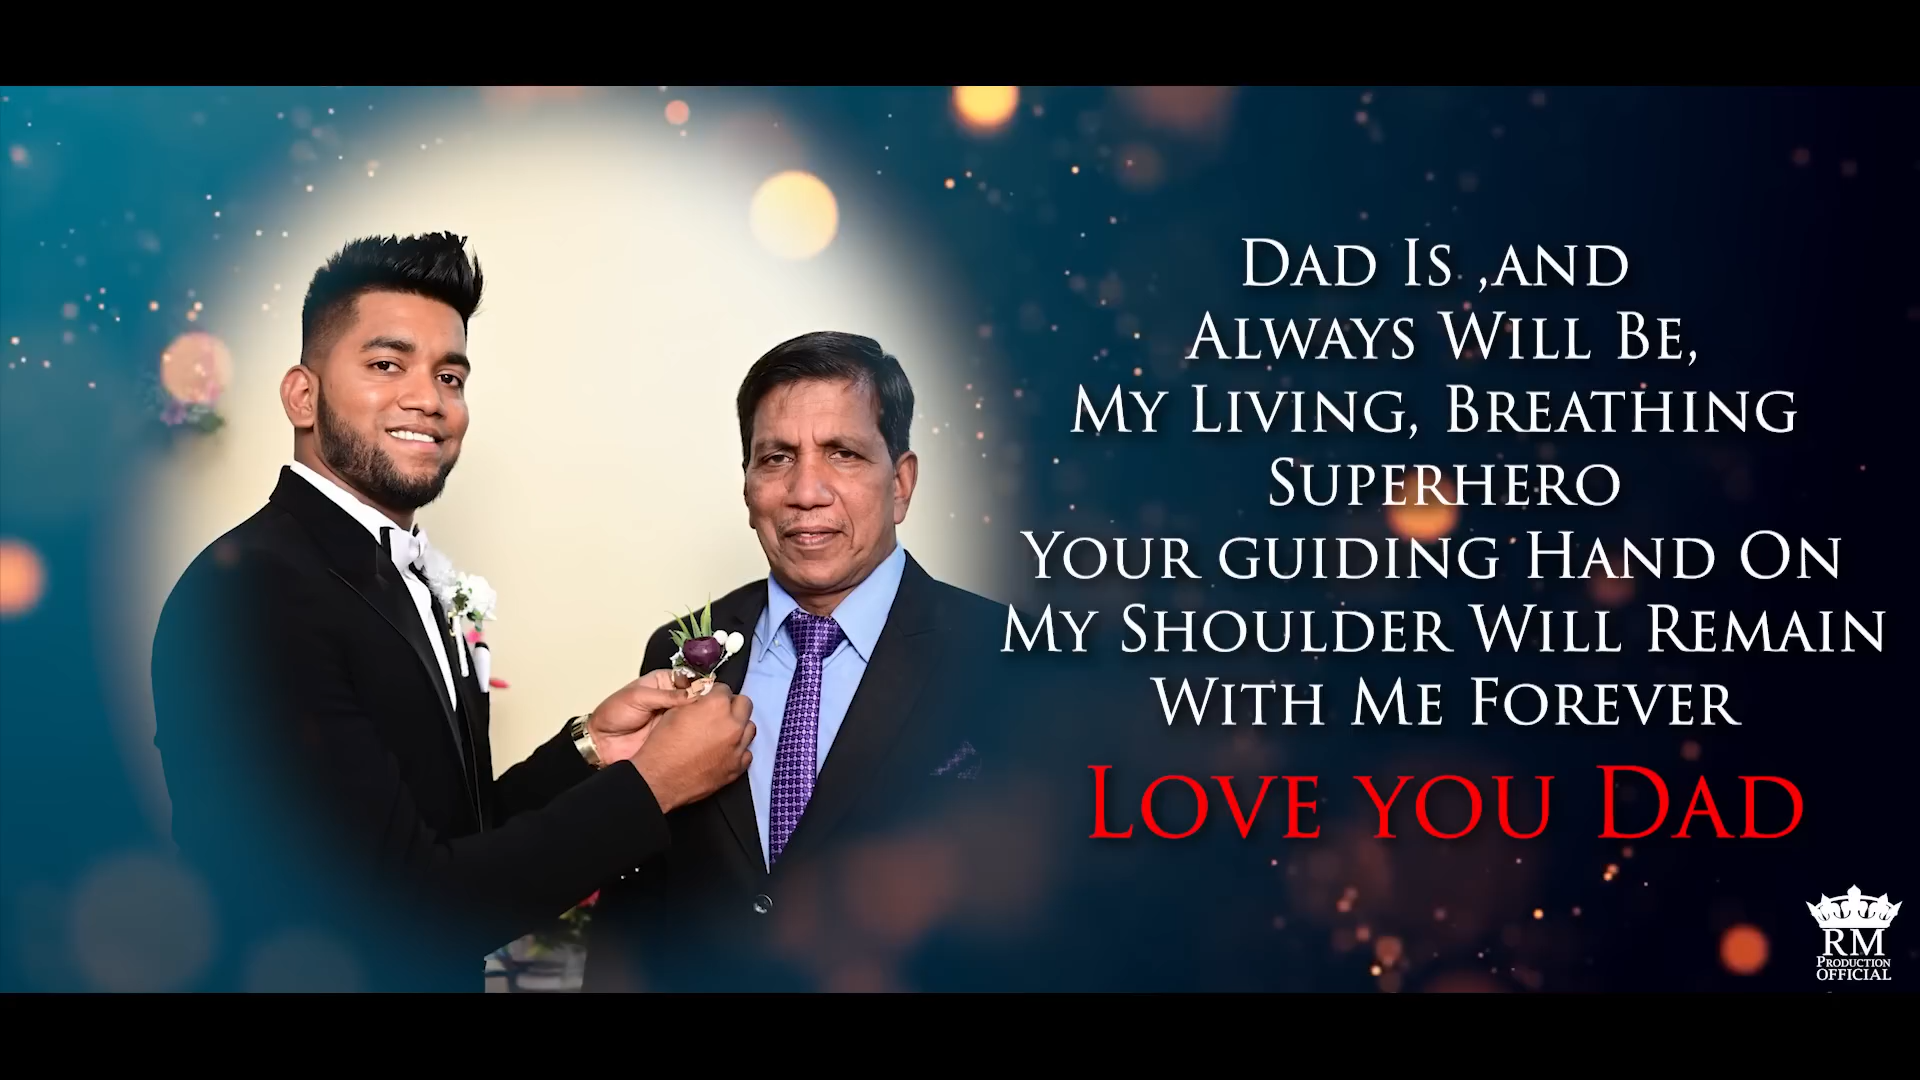 Dad Is ,and
Always Will Be,
My Living, Breathing
Superhero
Your guiding Hand On
My Shoulder Will Remain
With Me Forever
Love you Dad
RM
Production
OFFICIAL